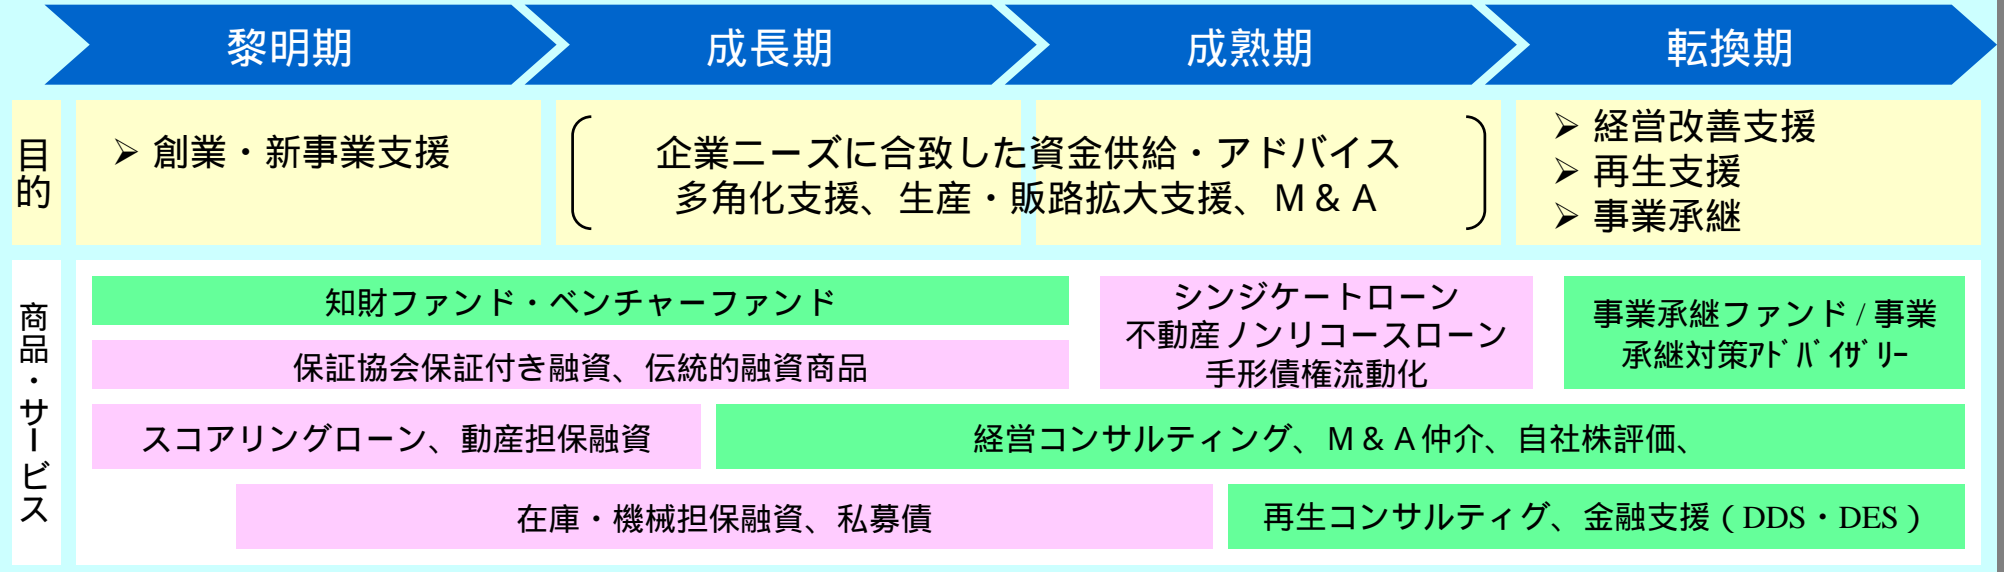 黎明期
成長期
成熟期
転換期
目的
➢ 創業・新事業支援
企業ニーズに合致した資金供給・アドバイス
多角化支援、生産・販路拡大支援、M&A
➢ 経営改善支援
➢ 再生支援
➢ 事業承継
商品・サービス
知財ファンド・ベンチャーファンド
シンジケートローン
不動産ノンリコースローン
手形債権流動化
事業承継ファンド/事業
承継対策ｱﾄﾞﾊﾞｲｻﾞﾘｰ
保証協会保証付き融資、伝統的融資商品
スコアリングローン、動産担保融資
経営コンサルティング、M&A仲介、自社株評価、
在庫・機械担保融資、私募債
再生コンサルティグ、金融支援(DDS・DES)